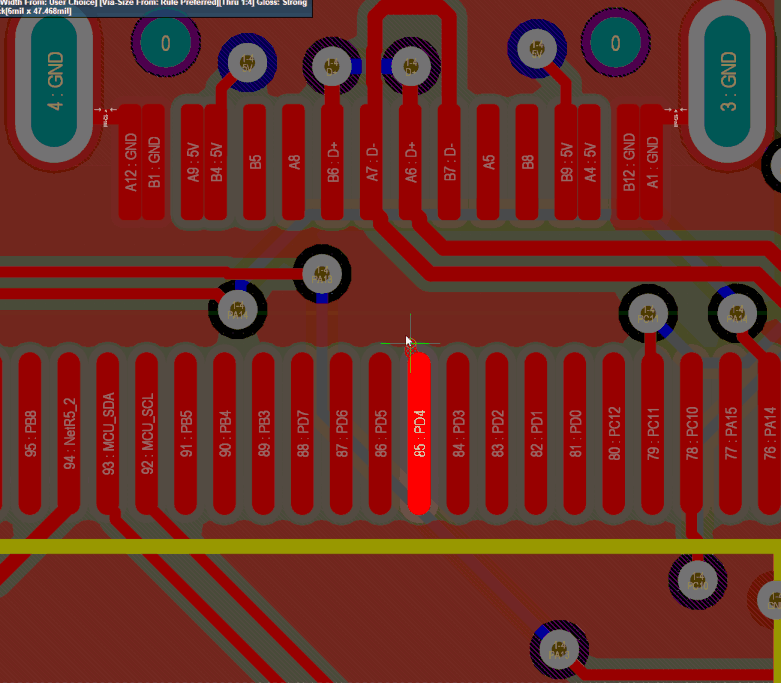 Width From: User Choice] [Via-Size From: Rule Preferred][Thru 1:4] Gloss: Strong
k[6mil x 47.468mil]
4 : GND
0
5V
D+
D+
5V
0
3 : GND
A12 : GND
B1 : GND
A9 : 5V
B4 : 5V
B5
A8
B6 : D+
A7 : D-
A6 : D+
B7 : D-
A5
B8
B9 : 5V
A4 : 5V
B12 : GND
A1 : GND
95 : PB8
94 : NetR5_2
93 : MCU_SDA
92 : MCU_SCL
91 : PB5
90 : PB4
89 : PB3
88 : PD7
87 : PD6
86 : PD5
85 : PD4
84 : PD3
83 : PD2
82 : PD1
81 : PD0
80 : PC12
79 : PC11
78 : PC10
77 : PA15
76 : PA14
PC10